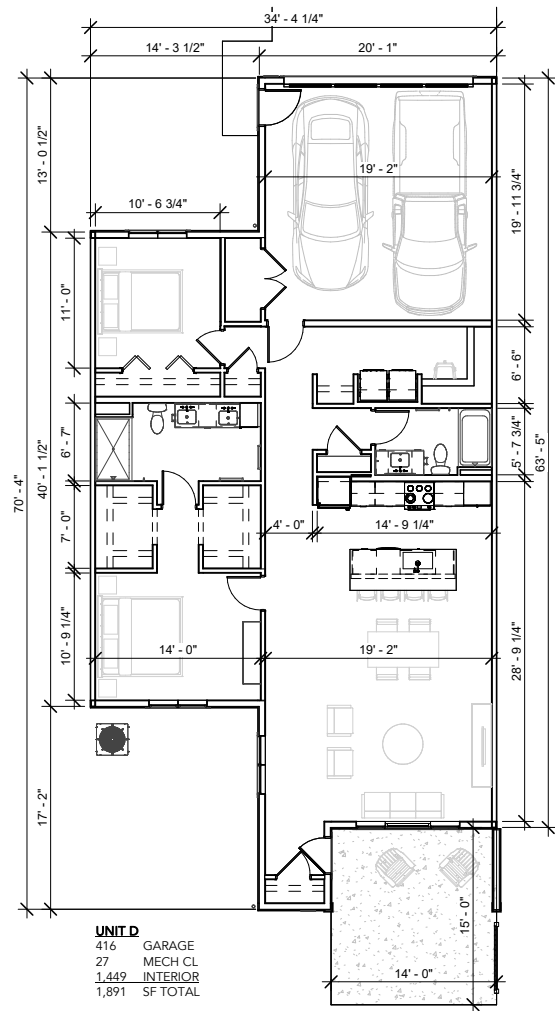 34' - 4 1/4"
14' - 3 1/2"
20' - 1"
13' - 0 1/2"
19' - 2"
19' - 11 3/4"
10' - 6 3/4"
11' - 0"
6' - 6"
6' - 7"
5' - 7 3/4"
63' - 5"
40' - 1 1/2"
70' - 4"
7' - 0"
4' - 0"
14' - 9 1/4"
10' - 9 1/4"
14' - 0"
19' - 2"
28' - 9 1/4"
17' - 2"
15' - 0"
14' - 0"
UNIT D
416 GARAGE
27 MECH CL
1,449 INTERIOR
1,891 SF TOTAL